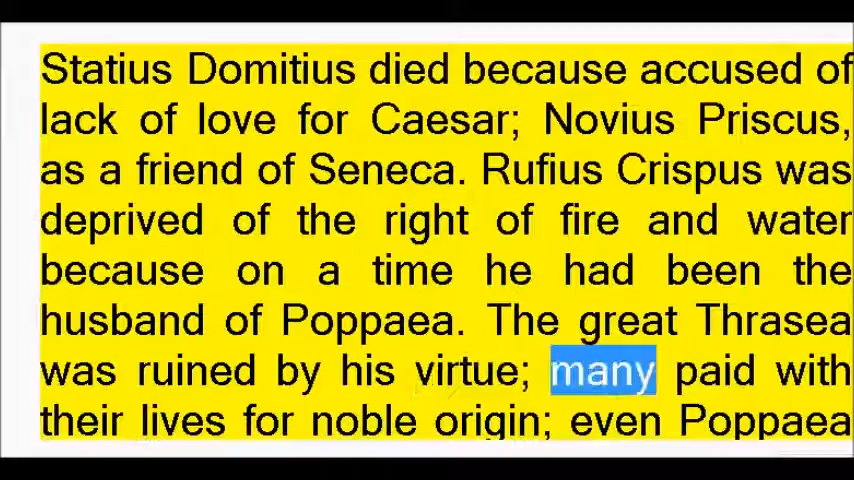 Statius Domitius died because accused of
lack of love for Caesar; Novius Priscus,
as a friend of Seneca. Rufius Crispus was
deprived of the right of fire and water
because on a time he had been the
husband of Poppaea. The great Thrasea
was ruined by his virtue; many paid with
their lives for noble origin; even Poppaea